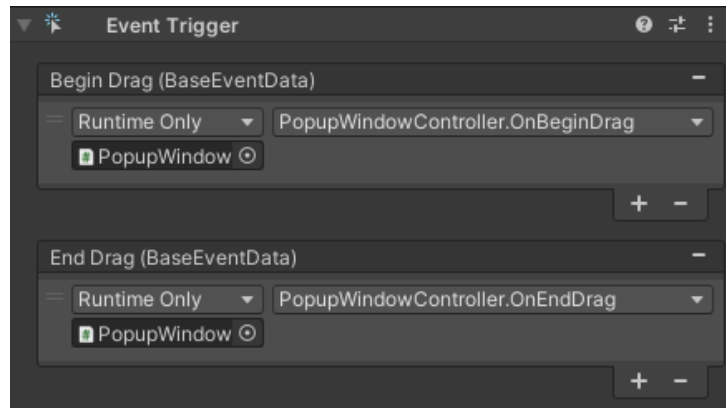 Event Trigger
Begin Drag (BaseEventData)
Runtime Only PopupWindowController.OnBeginDrag
PopupWindow
End Drag (BaseEventData)
Runtime Only PopupWindowController.OnEndDrag
PopupWindow